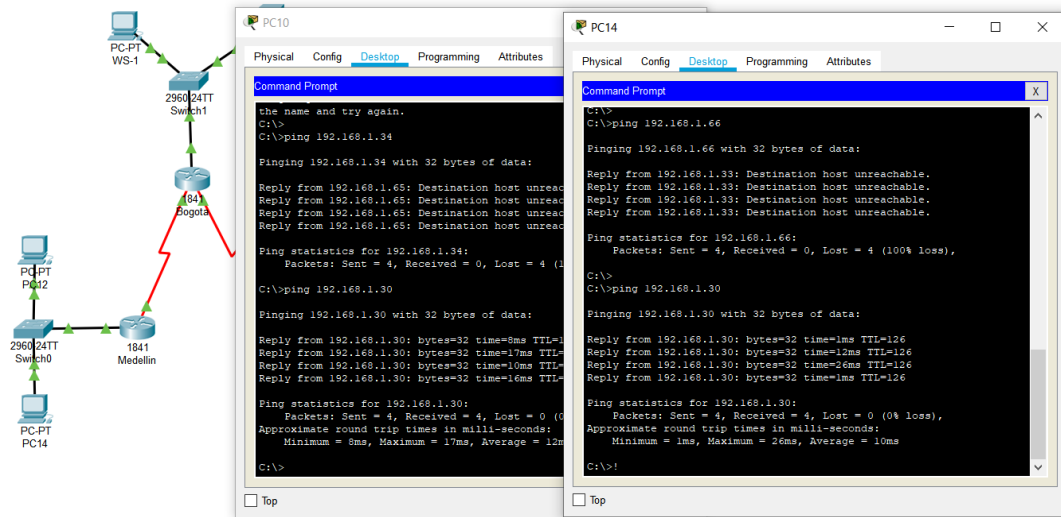 PC-PT
WS-1
2960-24TT
Switch1
1841
Bogota
PC-PT
PC12
2960-24TT
Switch0
1841
Medellin
PC-PT
PC14
PC10
Physical Config Desktop Programming Attributes
Command Prompt
the name and try again.
C:\>
C:\>ping 192.168.1.34
Pinging 192.168.1.34 with 32 bytes of data:
Reply from 192.168.1.65: Destination host unreac
Reply from 192.168.1.65: Destination host unreac
Reply from 192.168.1.65: Destination host unreac
Reply from 192.168.1.65: Destination host unreac
Ping statistics for 192.168.1.34:
Packets: Sent = 4, Received = 0, Lost = 4 (1
C:\>ping 192.168.1.30
Pinging 192.168.1.30 with 32 bytes of data:
Reply from 192.168.1.30: bytes=32 time=8ms TTL=1
Reply from 192.168.1.30: bytes=32 time=17ms TTL=
Reply from 192.168.1.30: bytes=32 time=10ms TTL=
Reply from 192.168.1.30: bytes=32 time=16ms TTL=
Ping statistics for 192.168.1.30:
Packets: Sent = 4, Received = 4, Lost = 0 (0
Approximate round trip times in milli-seconds:
Minimum = 8ms, Maximum = 17ms, Average = 12m
C:\>
Top
PC14
Physical Config Desktop Programming Attributes
Command Prompt
X
C:\>
C:\>ping 192.168.1.66
Pinging 192.168.1.66 with 32 bytes of data:
Reply from 192.168.1.33: Destination host unreachable.
Reply from 192.168.1.33: Destination host unreachable.
Reply from 192.168.1.33: Destination host unreachable.
Reply from 192.168.1.33: Destination host unreachable.
Ping statistics for 192.168.1.66:
Packets: Sent = 4, Received = 0, Lost = 4 (100% loss),
C:\>
C:\>ping 192.168.1.30
Pinging 192.168.1.30 with 32 bytes of data:
Reply from 192.168.1.30: bytes=32 time=1ms TTL=126
Reply from 192.168.1.30: bytes=32 time=12ms TTL=126
Reply from 192.168.1.30: bytes=32 time=26ms TTL=126
Reply from 192.168.1.30: bytes=32 time=1ms TTL=126
Ping statistics for 192.168.1.30:
Packets: Sent = 4, Received = 4, Lost = 0 (0% loss),
Approximate round trip times in milli-seconds:
Minimum = 1ms, Maximum = 26ms, Average = 10ms
C:\>!
Top